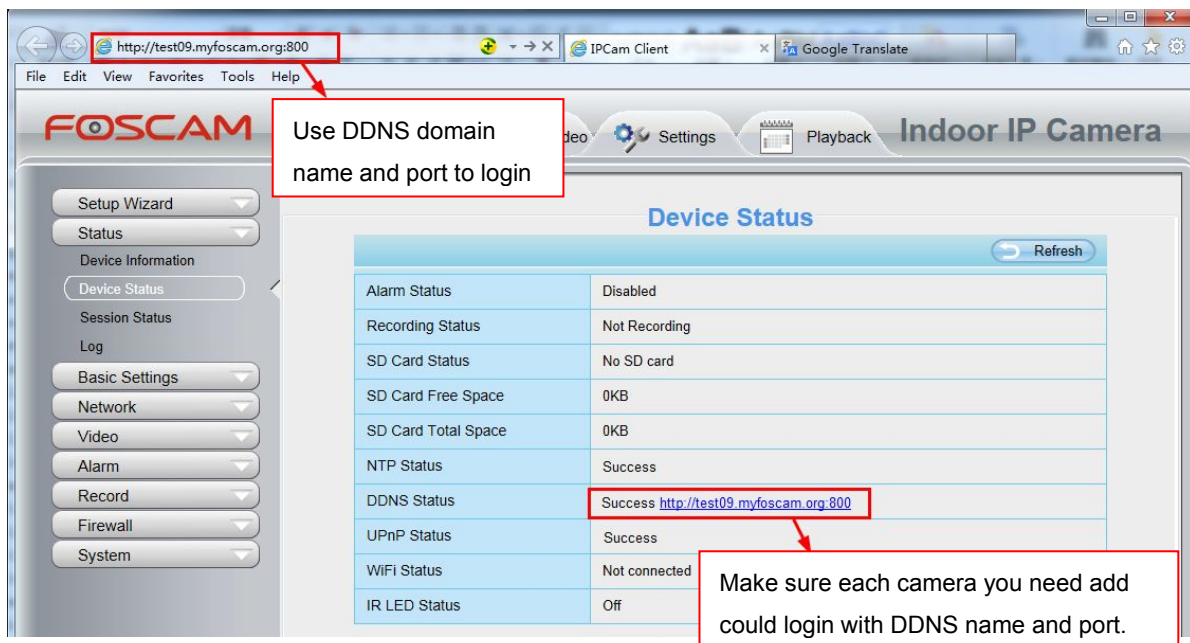 http://test09.myfoscam.org:800
IPCam Client
Google Translate
File Edit View Favorites Tools Help
FOSCAM
Use DDNS domain
name and port to login
deo
Settings
Playback
Indoor IP Camera
Setup Wizard
Status
Device Information
Device Status
Session Status
Log
Basic Settings
Network
Video
Alarm
Record
Firewall
System
Device Status
Refresh
Alarm Status Disabled
Recording Status Not Recording
SD Card Status No SD card
SD Card Free Space 0KB
SD Card Total Space 0KB
NTP Status Success
DDNS Status Success http://test09.myfoscam.org:800
UPnP Status Success
WiFi Status Not connected
IR LED Status Off
Make sure each camera you need add
could login with DDNS name and port.